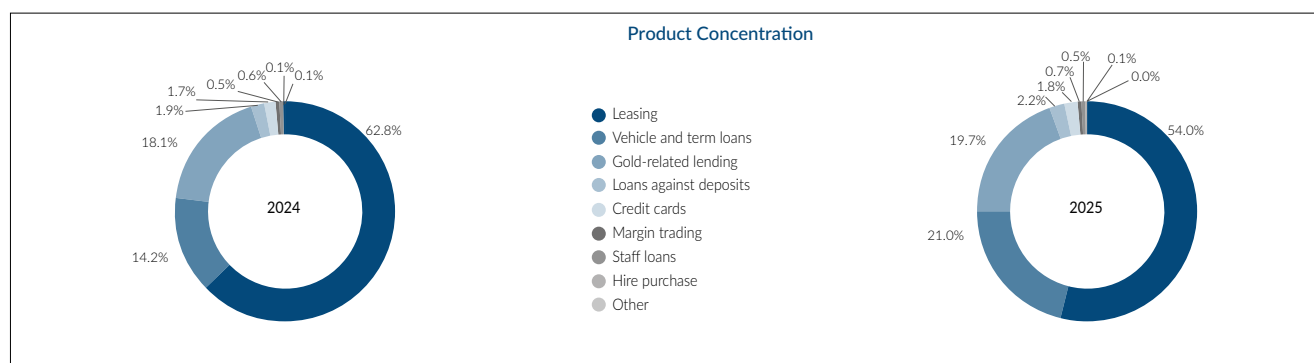 Product Concentration
0.1%
0.6%
0.1%
0.5%
1.7%
1.9%
62.8%
18.1%
14.2%
2024
Leasing
Vehicle and term loans
Gold-related lending
Loans against deposits
Credit cards
Margin trading
Staff loans
Hire purchase
Other
0.5%
0.1%
0.7%
0.0%
1.8%
2.2%
54.0%
19.7%
21.0%
2025